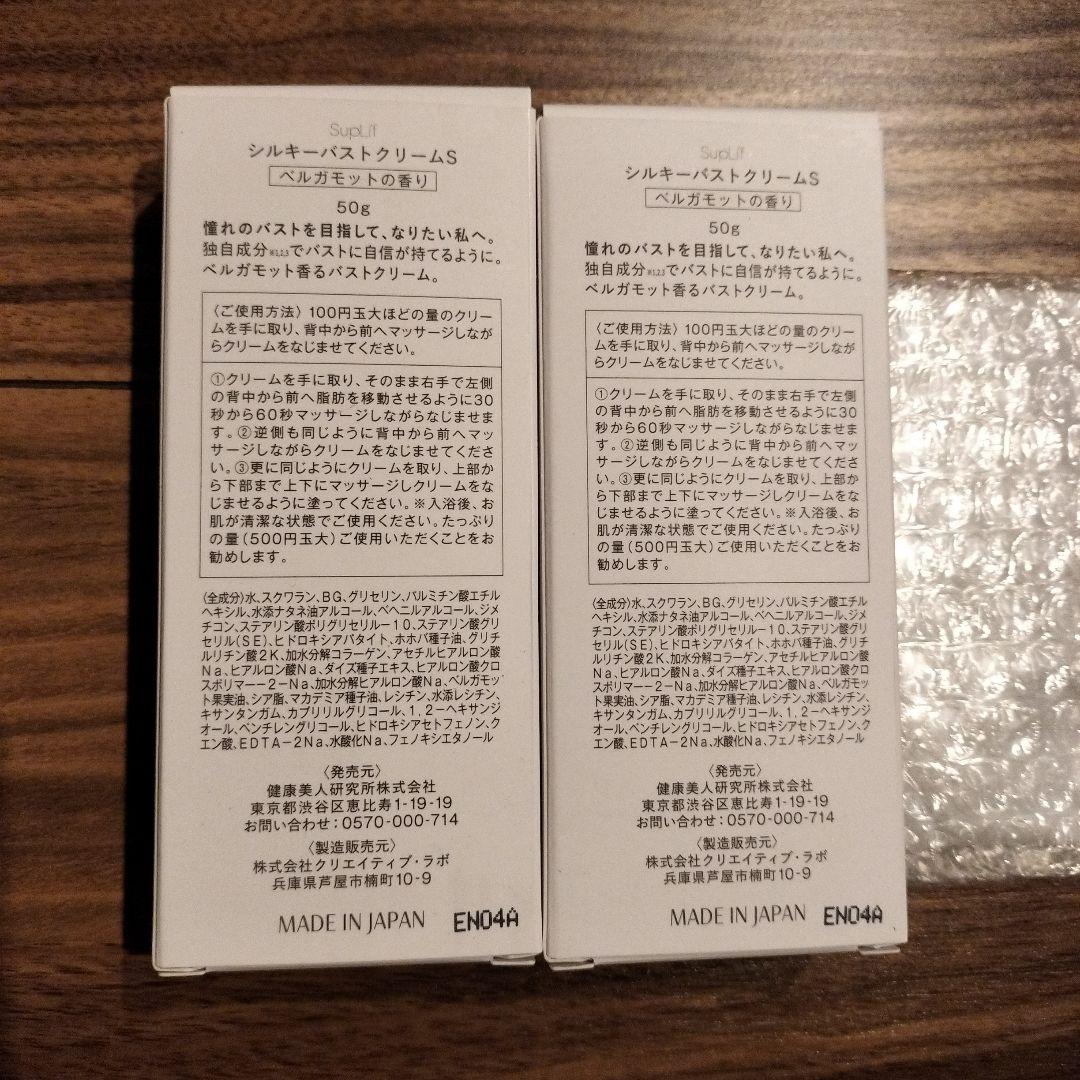 SupLif
シルキーバストクリームS
ベルガモットの香り
50g
憧れのバストを目指して、なりたい私へ。
独自成分※1,2,3でバストに自信が持てるように。
ベルガモット香るバストクリーム。
〈ご使用方法〉100円玉大ほどの量のクリー
ムを手に取り、背中から前へマッサージしなが
らクリームをなじませてください。
①クリームを手に取り、そのまま右手で左側
の背中から前へ脂肪を移動させるように30
秒から60秒マッサージしながらなじませま
す。②逆側も同じように背中から前へマッ
サージしながらクリームをなじませてくださ
い。③更に同じようにクリームを取り、上部か
ら下部まで上下にマッサージしクリームをな
じませるように塗ってください。※入浴後、お
肌が清潔な状態でご使用ください。たっぷり
の量(500円玉大)ご使用いただくことをお
勧めします。
〈全成分〉水、スクワラン、BG、グリセリン、パルミチン酸エチル
ヘキシル、水添ナタネ油アルコール、ベヘニルアルコール、ジメ
チコン、ステアリン酸ポリグリセリル－10、ステアリン酸グリ
セリル(SE)、ヒドロキシアパタイト、ホホバ種子油、グリチ
ルリチン酸2K、加水分解コラーゲン、アセチルヒアルロン酸
Na、ヒアルロン酸Na、ダイズ種子エキス、ヒアルロン酸クロ
スポリマー－2－Na、加水分解ヒアルロン酸Na、ベルガモッ
ト果実油、シア脂、マカデミア種子油、レシチン、水添レシチン、
キサンタンガム、カプリリルグリコール、1,2－ヘキサンジ
オール、ペンチレングリコール、ヒドロキシアセトフェノン、ク
エン酸、EDTA－2Na、水酸化Na、フェノキシエタノール
〈発売元〉
健康美人研究所株式会社
東京都渋谷区恵比寿1-19-19
お問い合わせ：0570-000-714
〈製造販売元〉
株式会社クリエイティブ・ラボ
兵庫県芦屋市楠町10-9
MADE IN JAPAN EN04A
SupLif
シルキーバストクリームS
ベルガモットの香り
50g
憧れのバストを目指して、なりたい私へ。
独自成分※1,2,3でバストに自信が持てるように。
ベルガモット香るバストクリーム。
〈ご使用方法〉100円玉大ほどの量のクリー
ムを手に取り、背中から前へマッサージしなが
らクリームをなじませてください。
①クリームを手に取り、そのまま右手で左側
の背中から前へ脂肪を移動させるように30
秒から60秒マッサージしながらなじませま
す。②逆側も同じように背中から前へマッ
サージしながらクリームをなじませてくださ
い。③更に同じようにクリームを取り、上部か
ら下部まで上下にマッサージしクリームをな
じませるように塗ってください。※入浴後、お
肌が清潔な状態でご使用ください。たっぷり
の量(500円玉大)ご使用いただくことをお
勧めします。
〈全成分〉水、スクワラン、BG、グリセリン、パルミチン酸エチル
ヘキシル、水添ナタネ油アルコール、ベヘニルアルコール、ジメ
チコン、ステアリン酸ポリグリセリル－10、ステアリン酸グリ
セリル(SE)、ヒドロキシアパタイト、ホホバ種子油、グリチ
ルリチン酸2K、加水分解コラーゲン、アセチルヒアルロン酸
Na、ヒアルロン酸Na、ダイズ種子エキス、ヒアルロン酸クロ
スポリマー－2－Na、加水分解ヒアルロン酸Na、ベルガモッ
ト果実油、シア脂、マカデミア種子油、レシチン、水添レシチン、
キサンタンガム、カプリリルグリコール、1,2－ヘキサンジ
オール、ペンチレングリコール、ヒドロキシアセトフェノン、ク
エン酸、EDTA－2Na、水酸化Na、フェノキシエタノール
〈発売元〉
健康美人研究所株式会社
東京都渋谷区恵比寿1-19-19
お問い合わせ：0570-000-714
〈製造販売元〉
株式会社クリエイティブ・ラボ
兵庫県芦屋市楠町10-9
MADE IN JAPAN EN04A